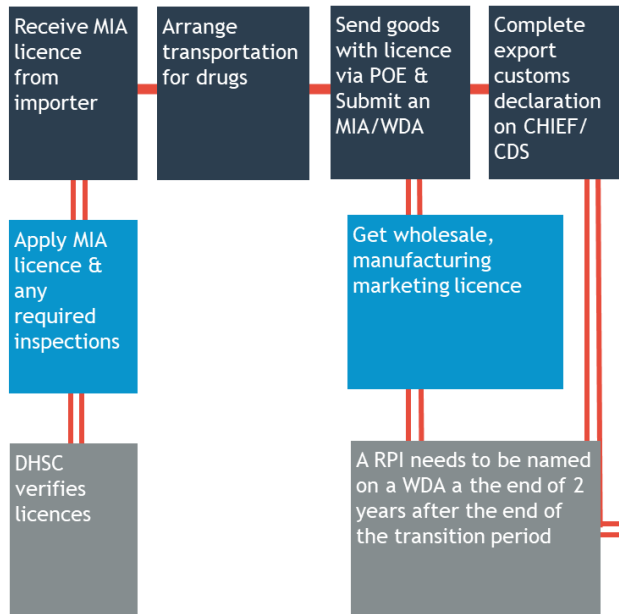 Receive MIA
licence
from
importer
Arrange
transportation
for drugs
Send goods
with licence
via POE &
Submit an
MIA/WDA
Complete
export
customs
declaration
on CHIEF/
CDS
Apply MIA
licence &
any
required
inspections
Get wholesale,
manufacturing
marketing licence
DHSC
verifies
licences
A RPI needs to be named
on a WDA a the end of 2
years after the end of
the transition period